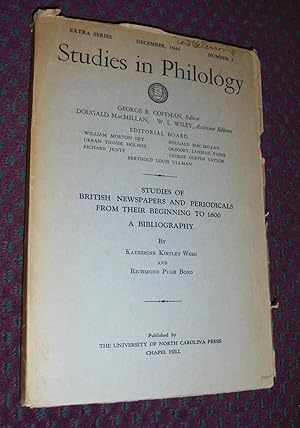 EXTRA SERIES DECEMBER, 1946 NUMBER 2
Studies in Philology
GEORGE R. COFFMAN, Editor
DOUGALD MACMILLAN, W. L. WILEY, Assistant Editors
EDITORIAL BOARD
WILLIAM MORTON DEY DOUGALD MACMILLAN
URBAN TIGNER HOLMES GREGORY LANSING PAINE
RICHARD JENTE GEORGE COFFIN TAYLOR
BERTHOLD LOUIS ULLMAN
STUDIES OF
BRITISH NEWSPAPERS AND PERIODICALS
FROM THEIR BEGINNING TO 1800
A BIBLIOGRAPHY
BY
KATHERINE KIRTLEY WEED
AND
RICHMOND PUGH BOND
Published by
THE UNIVERSITY OF NORTH CAROLINA PRESS
CHAPEL HILL